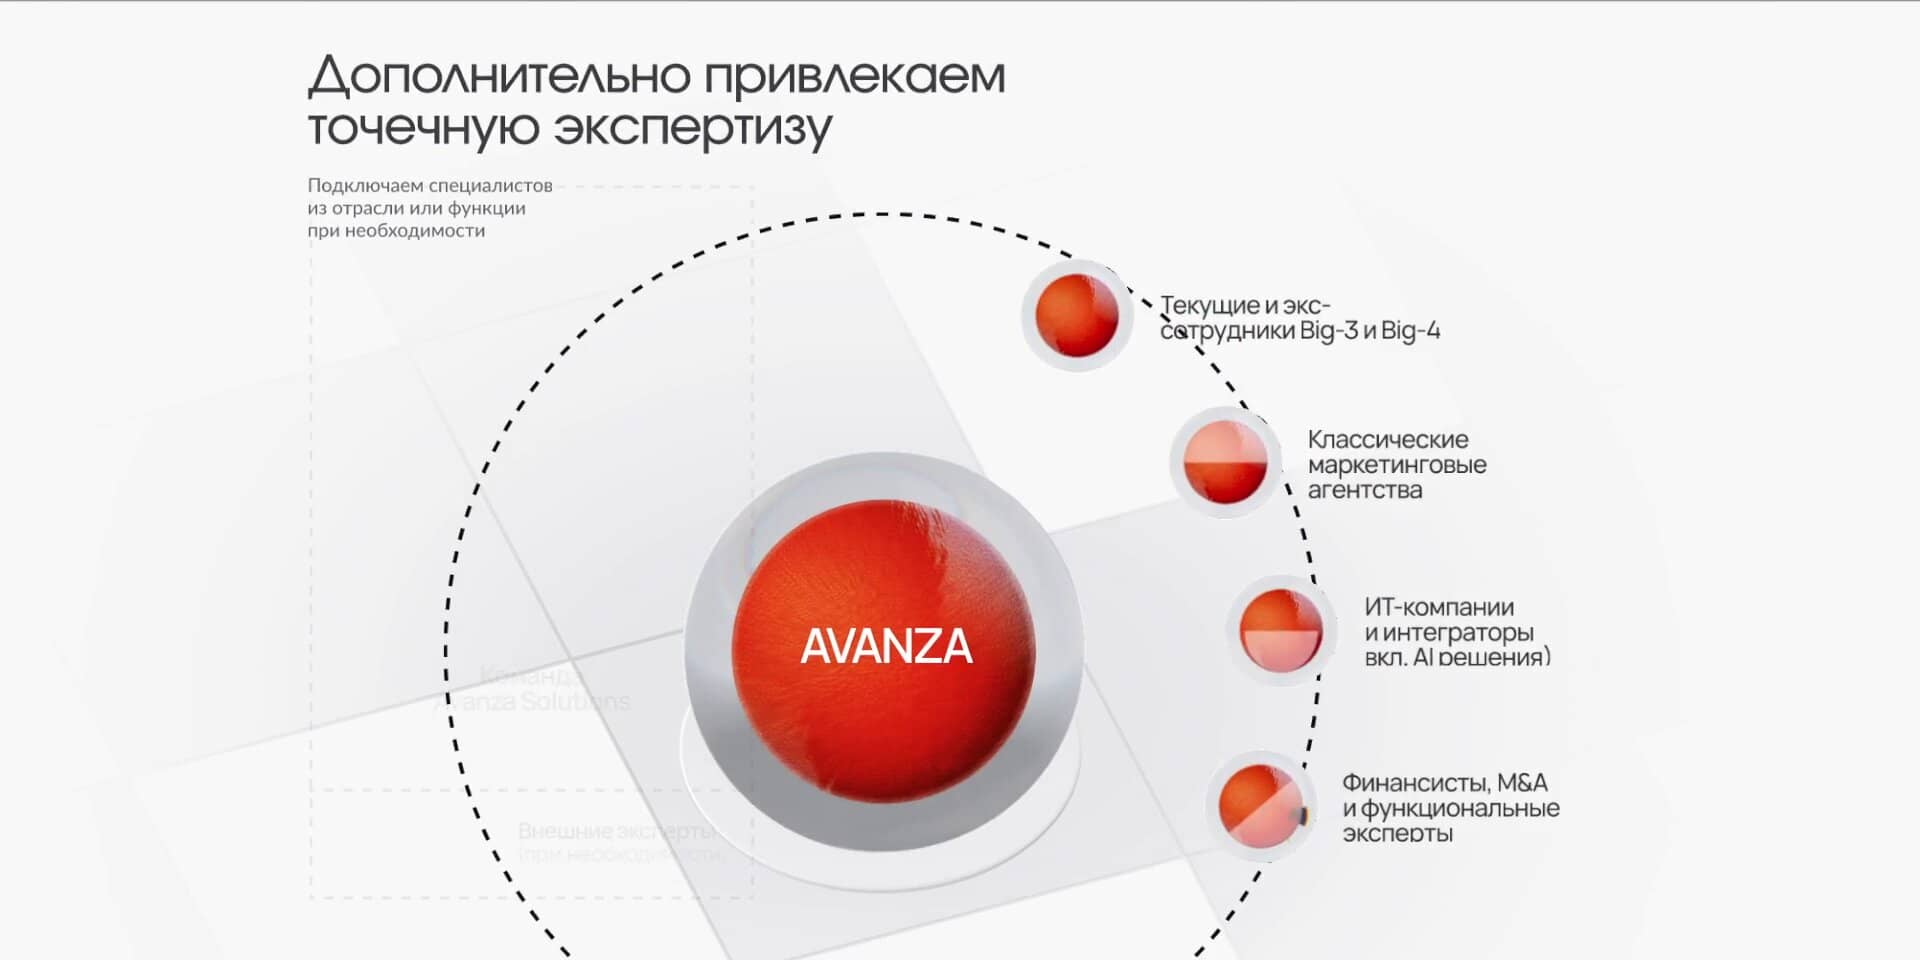 Дополнительно привлекаем
точечную экспертизу
Подключаем специалистов
из отрасли или функции
при необходимости
Текущие и экс-
сотрудники Big-3 и Big-4
Классические
маркетинговые
агентства
AVANZA
ИТ-компании
и интеграторы
вкл. AI решения)
Команда
Avanza Solutions
Финансисты, M&A
и функциональные
эксперты
Внешние эксперты
(при необходимости)